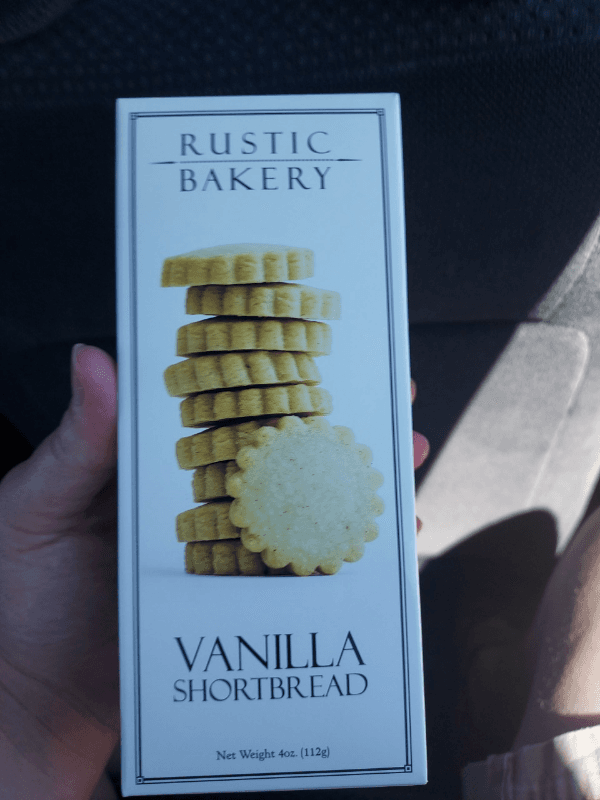 RUSTIC
BAKERY
VANILLA
SHORTBREAD
Net Weight 4oz. (112g)